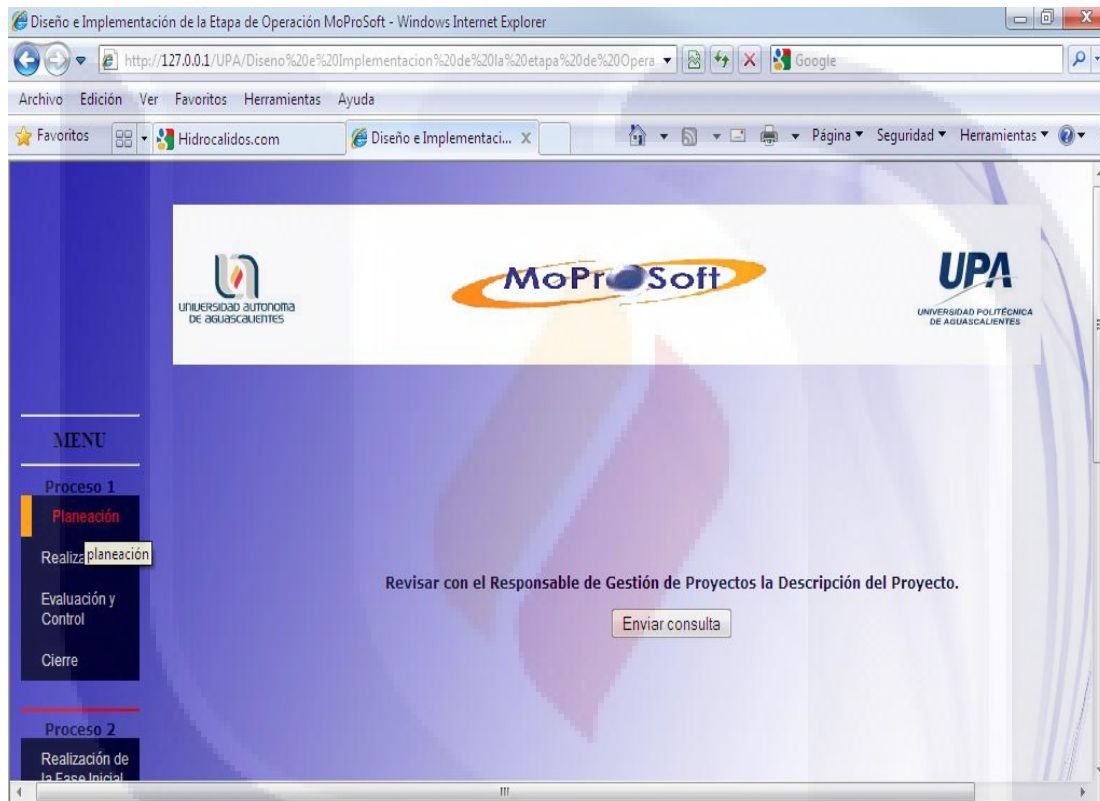 Diseño e Implementación de la Etapa de Operación MoProSoft - Windows Internet Explorer
http://127.0.0.1/UPA/Diseno%20e%20Implementacion%20de%20la%20etapa%20de%20Opera
Google
Archivo Edición Ver Favoritos Herramientas Ayuda
Favoritos
Hidrocalidos.com
Diseño e Implementaci...
Página Seguridad Herramientas
UNIVERSIDAD AUTONOMA
DE AGUASCALIENTES
MoProSoft
UPA
UNIVERSIDAD POLITÉCNICA
DE AGUASCALIENTES
MENU
Proceso 1
Planeación
Realiza
planeación
Evaluación y
Control
Cierre
Proceso 2
Realización de
la Fase Inicial
Revisar con el Responsable de Gestión de Proyectos la Descripción del Proyecto.
Enviar consulta